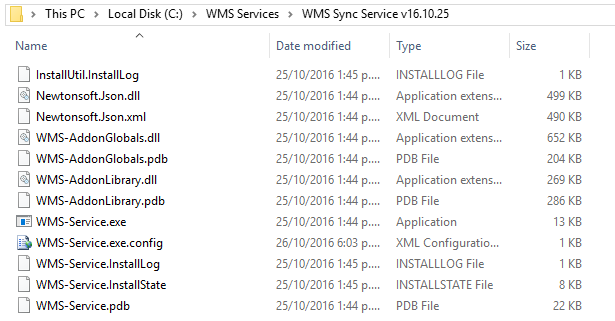 This PC > Local Disk (C:) > WMS Services > WMS Sync Service v16.10.25
Name Date modified Type Size
InstallUtil.InstallLog 25/10/2016 1:45 p.... INSTALLLOG File 1 KB
Newtonsoft.Json.dll 25/10/2016 1:44 p.... Application extens... 499 KB
Newtonsoft.Json.xml 25/10/2016 1:44 p.... XML Document 490 KB
WMS-AddonGlobals.dll 25/10/2016 1:44 p.... Application extens... 652 KB
WMS-AddonGlobals.pdb 25/10/2016 1:44 p.... PDB File 204 KB
WMS-AddonLibrary.dll 25/10/2016 1:44 p.... Application extens... 269 KB
WMS-AddonLibrary.pdb 25/10/2016 1:44 p.... PDB File 286 KB
WMS-Service.exe 25/10/2016 1:44 p.... Application 13 KB
WMS-Service.exe.config 26/10/2016 6:03 p.... XML Configuratio... 1 KB
WMS-Service.InstallLog 25/10/2016 1:45 p.... INSTALLLOG File 1 KB
WMS-Service.InstallState 25/10/2016 1:45 p.... INSTALLSTATE File 8 KB
WMS-Service.pdb 25/10/2016 1:44 p.... PDB File 22 KB